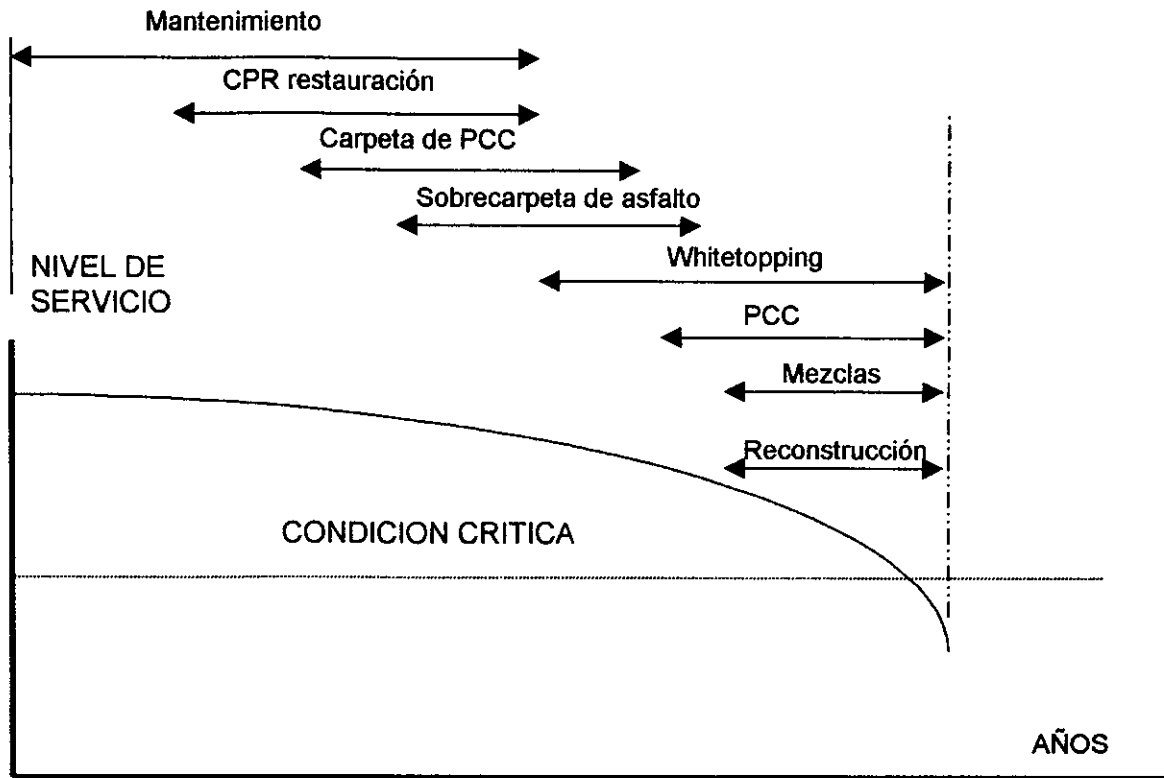 Mantenimiento
CPR restauración
Carpeta de PCC
Sobrecarpeta de asfalto
Whitetopping
NIVEL DE
SERVICIO
PCC
Mezclas
Reconstrucción
CONDICION CRITICA
AÑOS